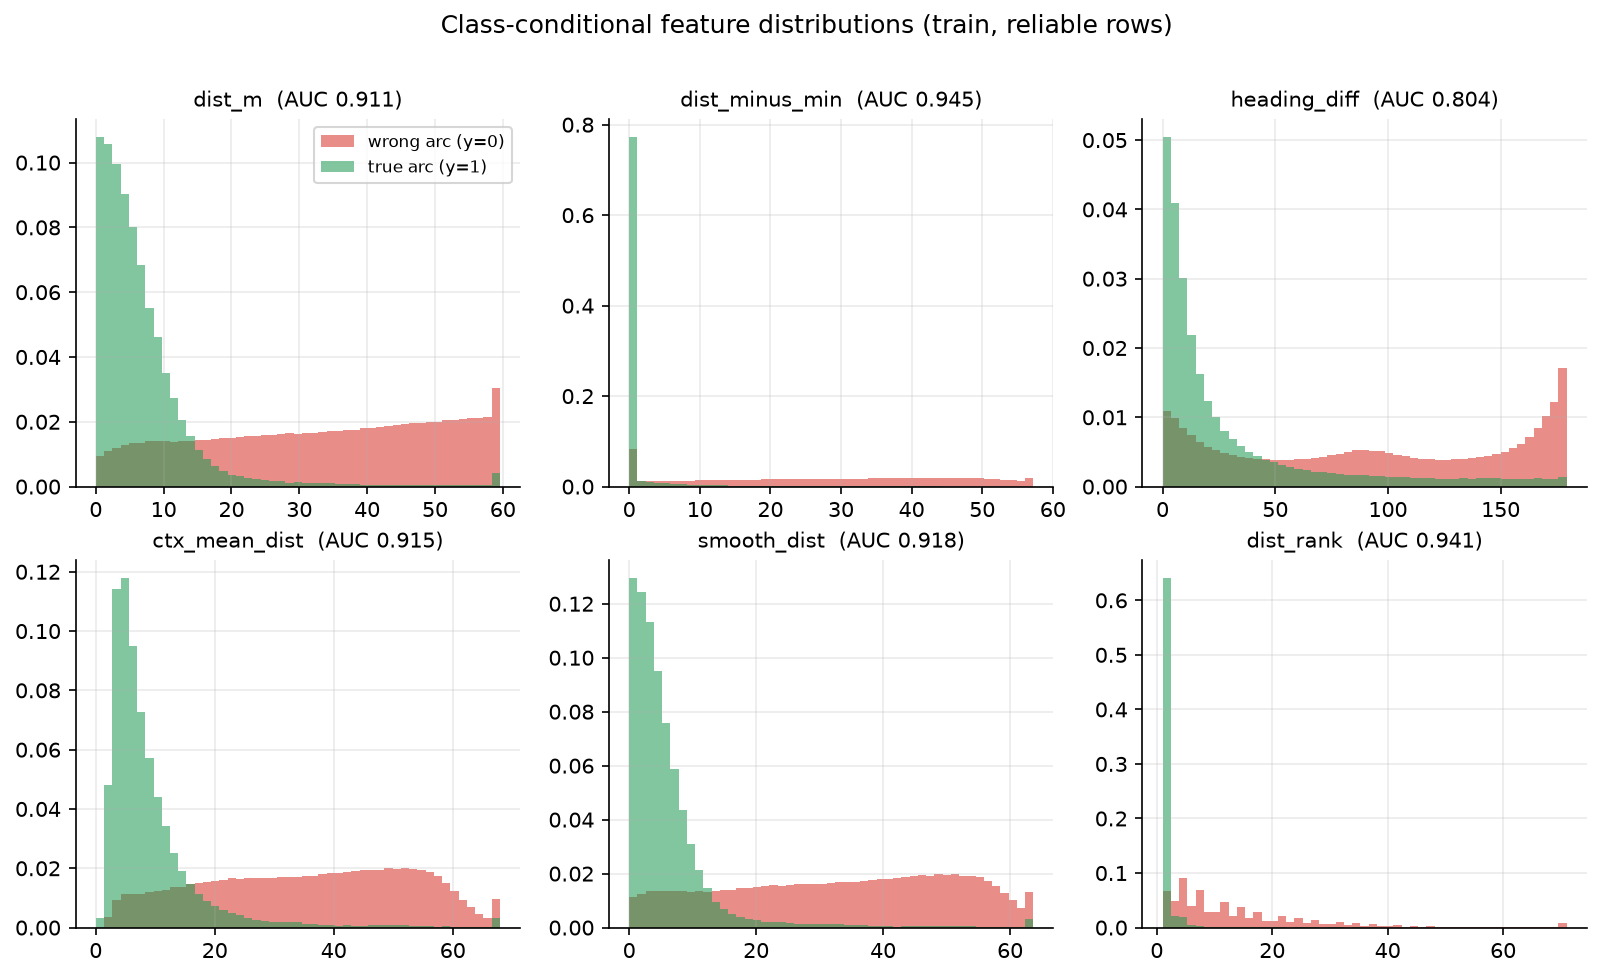 Class-conditional feature distributions (train, reliable rows)
dist_m (AUC 0.911)
0.10
0.08
0.06
0.04
0.02
0.00
0 10 20 30 40 50 60
wrong arc (y=0)
true arc (y=1)
dist_minus_min (AUC 0.945)
0.8
0.6
0.4
0.2
0.0
0 10 20 30 40 50 60
heading_diff (AUC 0.804)
0.05
0.04
0.03
0.02
0.01
0.00
0 50 100 150
ctx_mean_dist (AUC 0.915)
0.12
0.10
0.08
0.06
0.04
0.02
0.00
0 20 40 60
smooth_dist (AUC 0.918)
0.12
0.10
0.08
0.06
0.04
0.02
0.00
0 20 40 60
dist_rank (AUC 0.941)
0.6
0.5
0.4
0.3
0.2
0.1
0.0
0 20 40 60